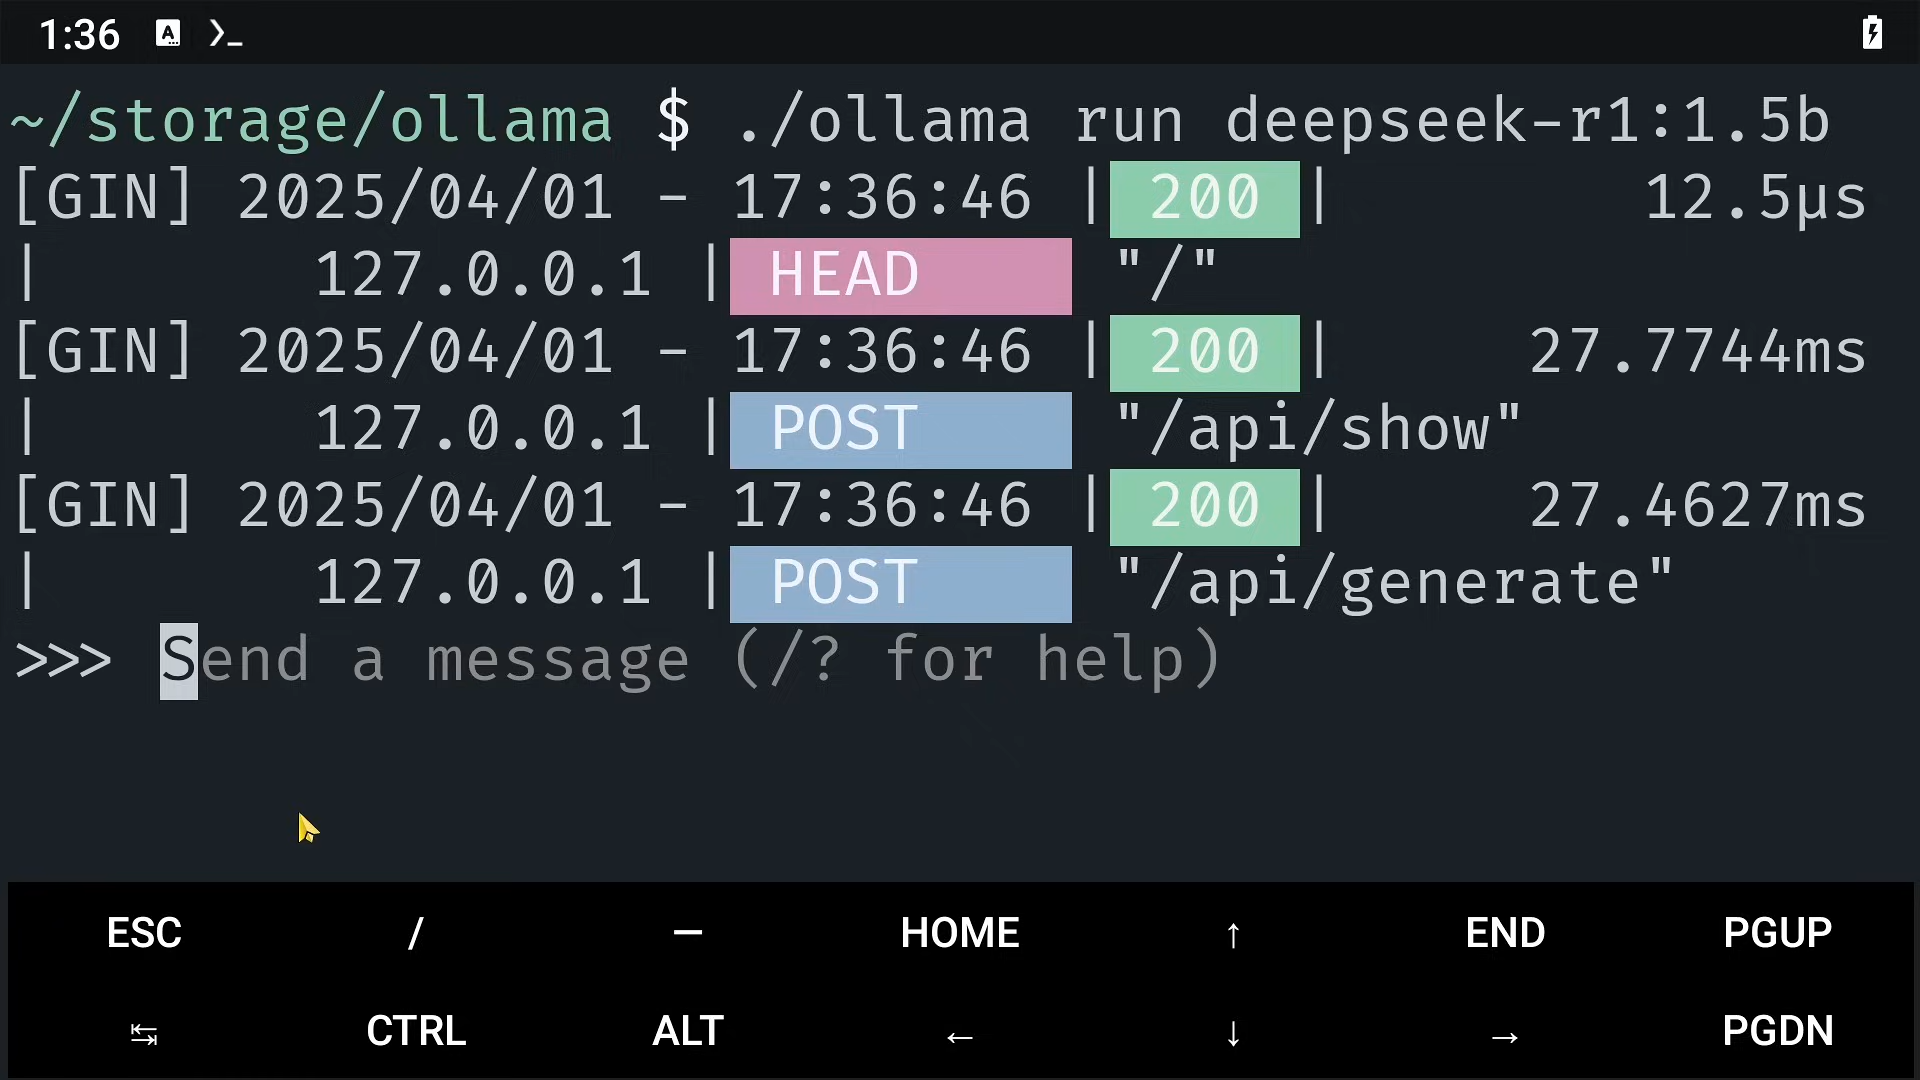 1:36
~/storage/ollama $ ./ollama run deepseek-r1:1.5b
[GIN] 2025/04/01 - 17:36:46 | 200 | 12.5µs
| 127.0.0.1 | HEAD "/"
[GIN] 2025/04/01 - 17:36:46 | 200 | 27.7744ms
| 127.0.0.1 | POST "/api/show"
[GIN] 2025/04/01 - 17:36:46 | 200 | 27.4627ms
| 127.0.0.1 | POST "/api/generate"
>>> Send a message (/? for help)
ESC / — HOME ↑ END PGUP
↹ CTRL ALT ← ↓ → PGDN